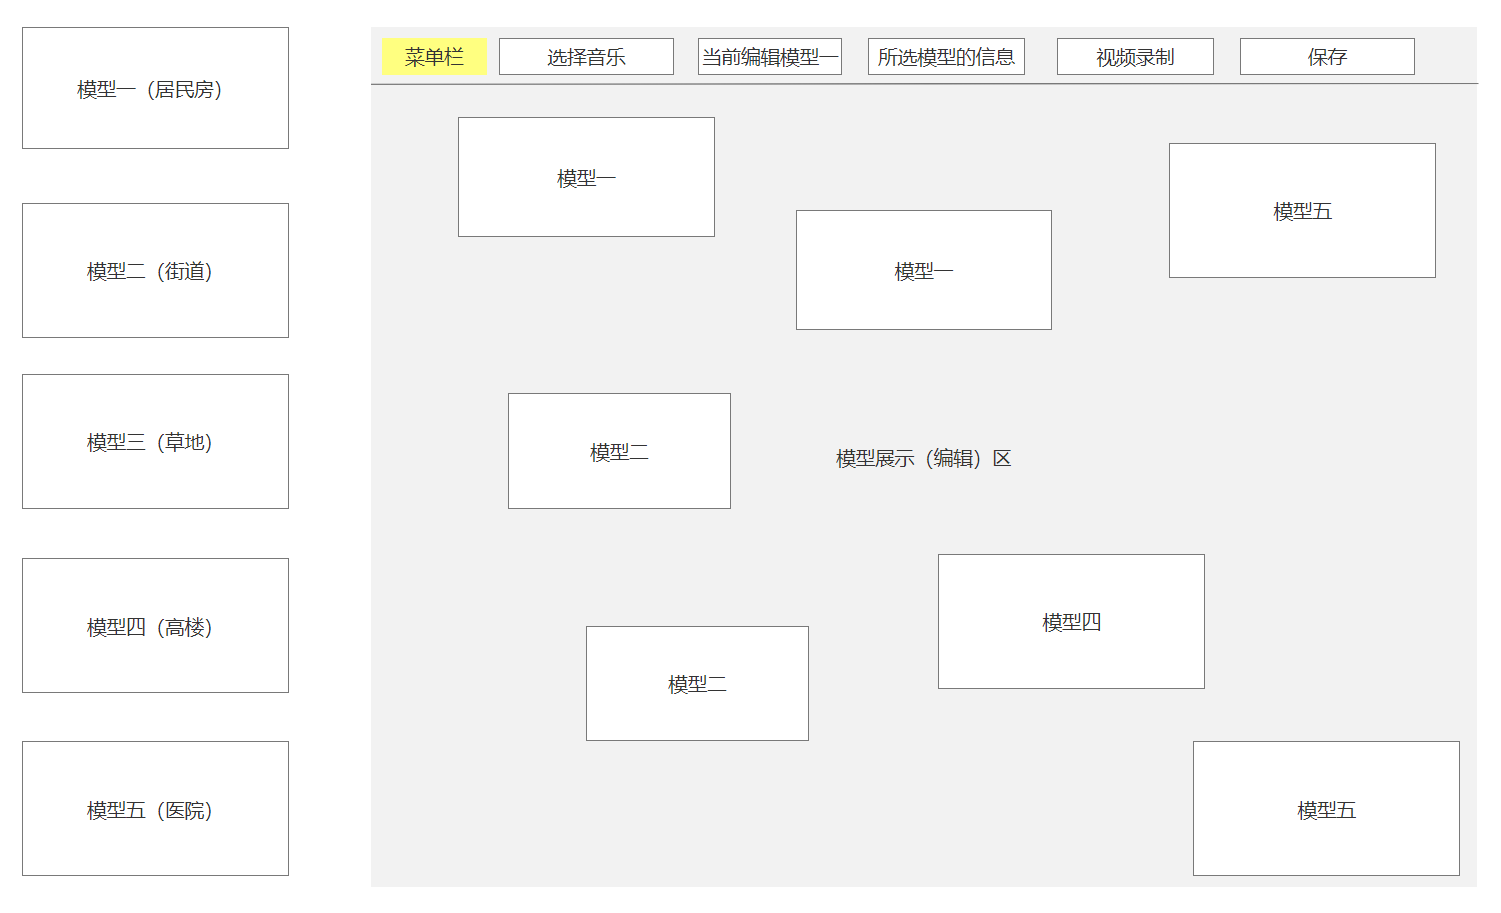 模型一（居民房）
模型二（街道）
模型三（草地）
模型四（高楼）
模型五（医院）
菜单栏
选择音乐
当前编辑模型一
所选模型的信息
视频录制
保存
模型一
模型一
模型五
模型二
模型展示（编辑）区
模型四
模型二
模型五